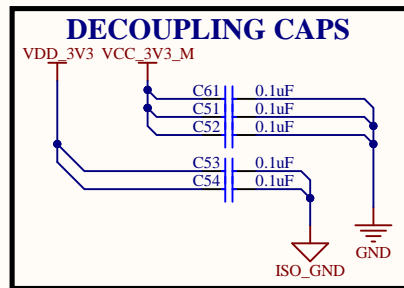 DECOUPLING CAPS
VDD_3V3 VCC_3V3_M
C61 0.1uF
C51 0.1uF
C52 0.1uF
C53 0.1uF
C54 0.1uF
GND
ISO_GND